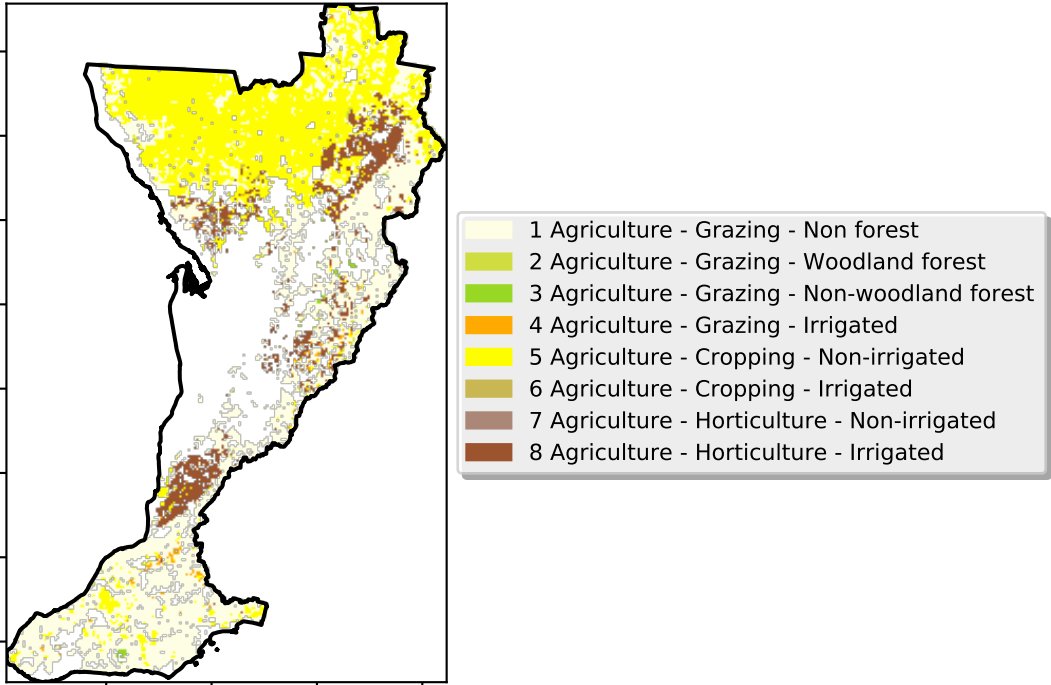 1 Agriculture - Grazing - Non forest
2 Agriculture - Grazing - Woodland forest
3 Agriculture - Grazing - Non-woodland forest
4 Agriculture - Grazing - Irrigated
5 Agriculture - Cropping - Non-irrigated
6 Agriculture - Cropping - Irrigated
7 Agriculture - Horticulture - Non-irrigated
8 Agriculture - Horticulture - Irrigated